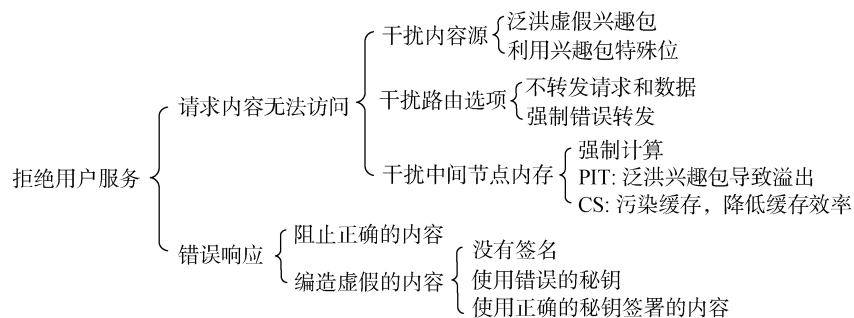 拒绝用户服务
请求内容无法访问
干扰内容源
泛洪虚假兴趣包
利用兴趣包特殊位
干扰路由选项
不转发请求和数据
强制错误转发
干扰中间节点内存
强制计算
PIT: 泛洪兴趣包导致溢出
CS: 污染缓存，降低缓存效率
错误响应
阻止正确的内容
编造虚假的内容
没有签名
使用错误的秘钥
使用正确的秘钥签署的内容